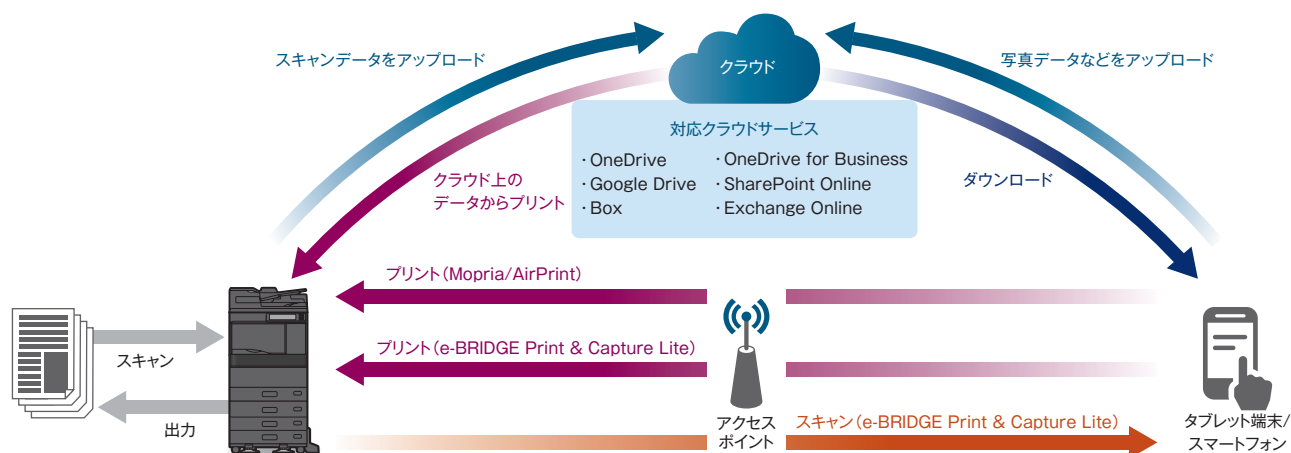 スキャンデータをアップロード
クラウド
写真データなどをアップロード
対応クラウドサービス
・OneDrive
・Google Drive
・Box
・OneDrive for Business
・SharePoint Online
・Exchange Online
クラウド上の
データからプリント
ダウンロード
プリント（Mopria/AirPrint）
スキャン
プリント（e-BRIDGE Print & Capture Lite）
出力
アクセス
ポイント
スキャン（e-BRIDGE Print & Capture Lite）
タブレット端末/
スマートフォン